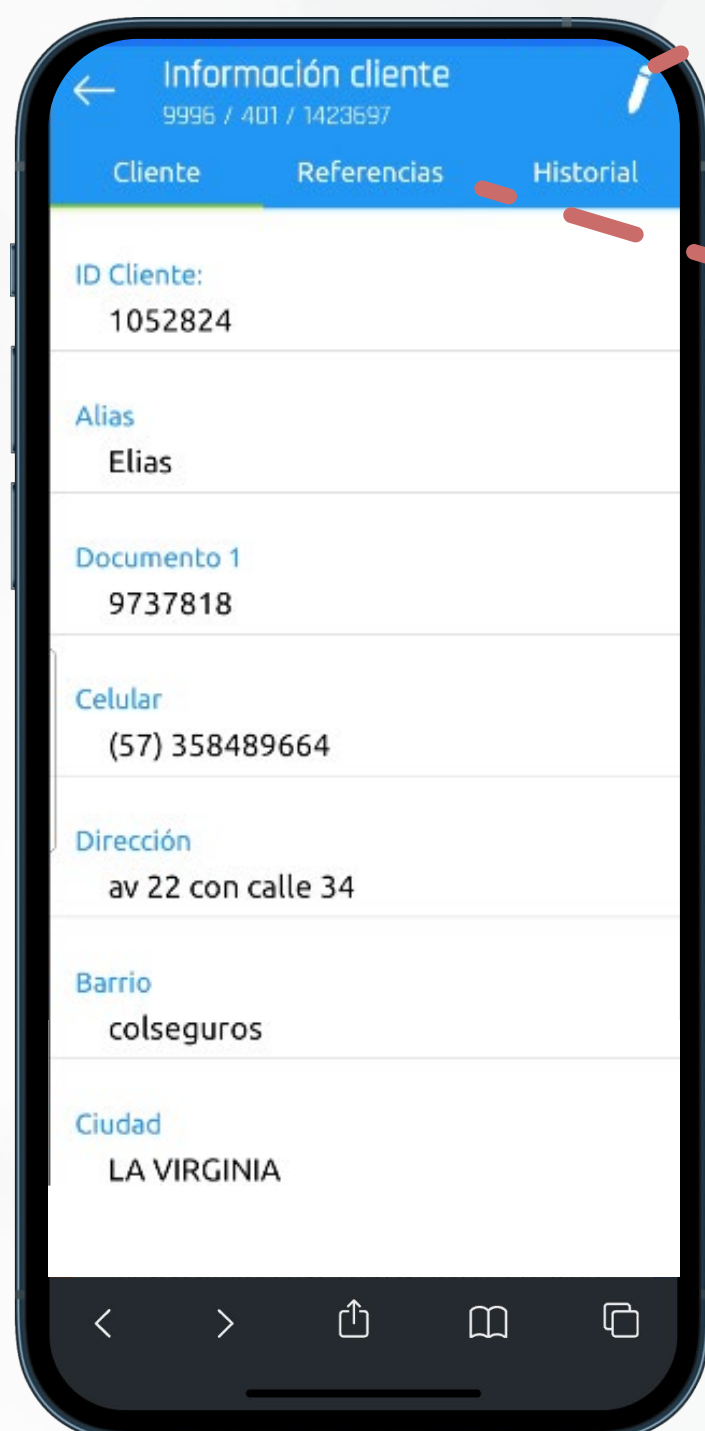 Información cliente
9996 / 401 / 1423697
Cliente Referencias Historial
ID Cliente:
1052824
Alias
Elias
Documento 1
9737818
Celular
(57) 358489664
Dirección
av 22 con calle 34
Barrio
colseguros
Ciudad
LA VIRGINIA